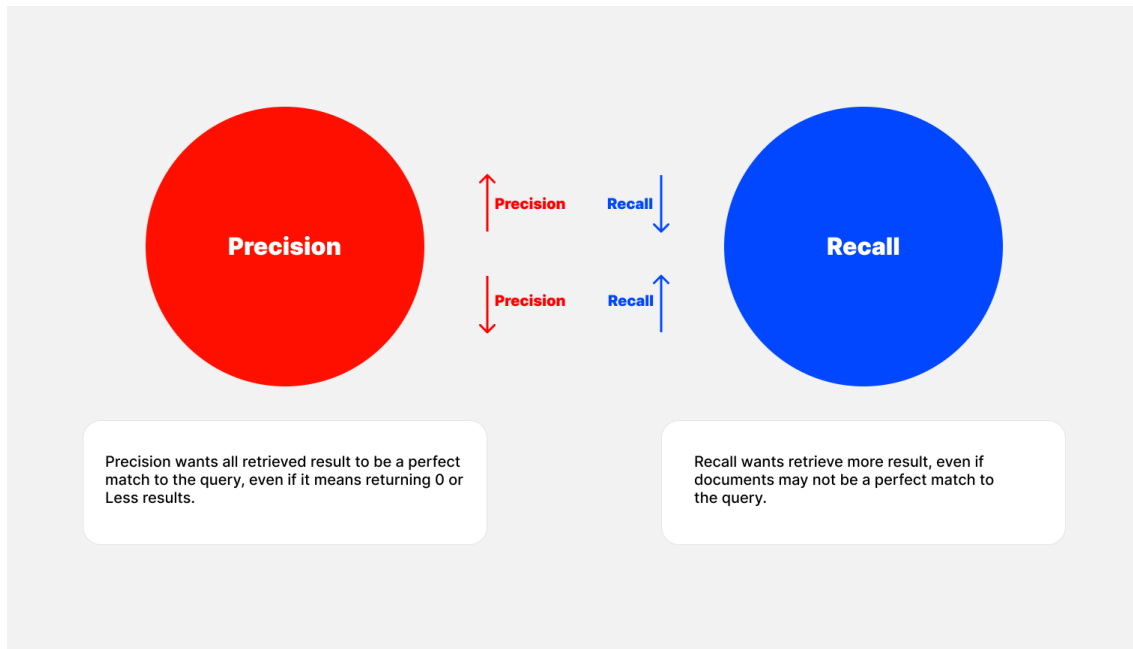 Precision
Precision
Recall
Precision
Recall
Recall
Precision wants all retrieved result to be a perfect
match to the query, even if it means returning 0 or
Less results.
Recall wants retrieve more result, even if
documents may not be a perfect match to
the query.